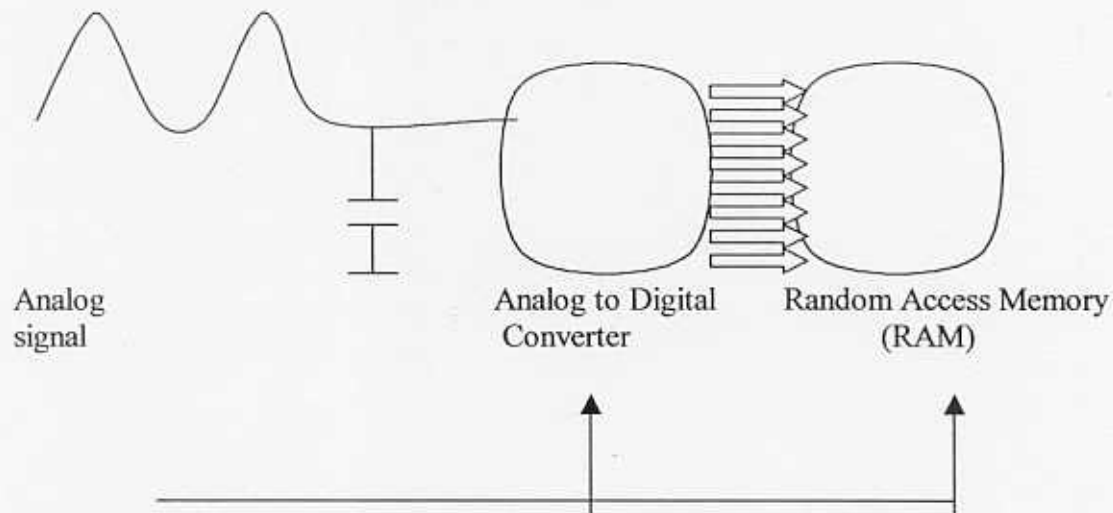 Analog
signal
Analog to Digital
Converter
Random Access Memory
(RAM)